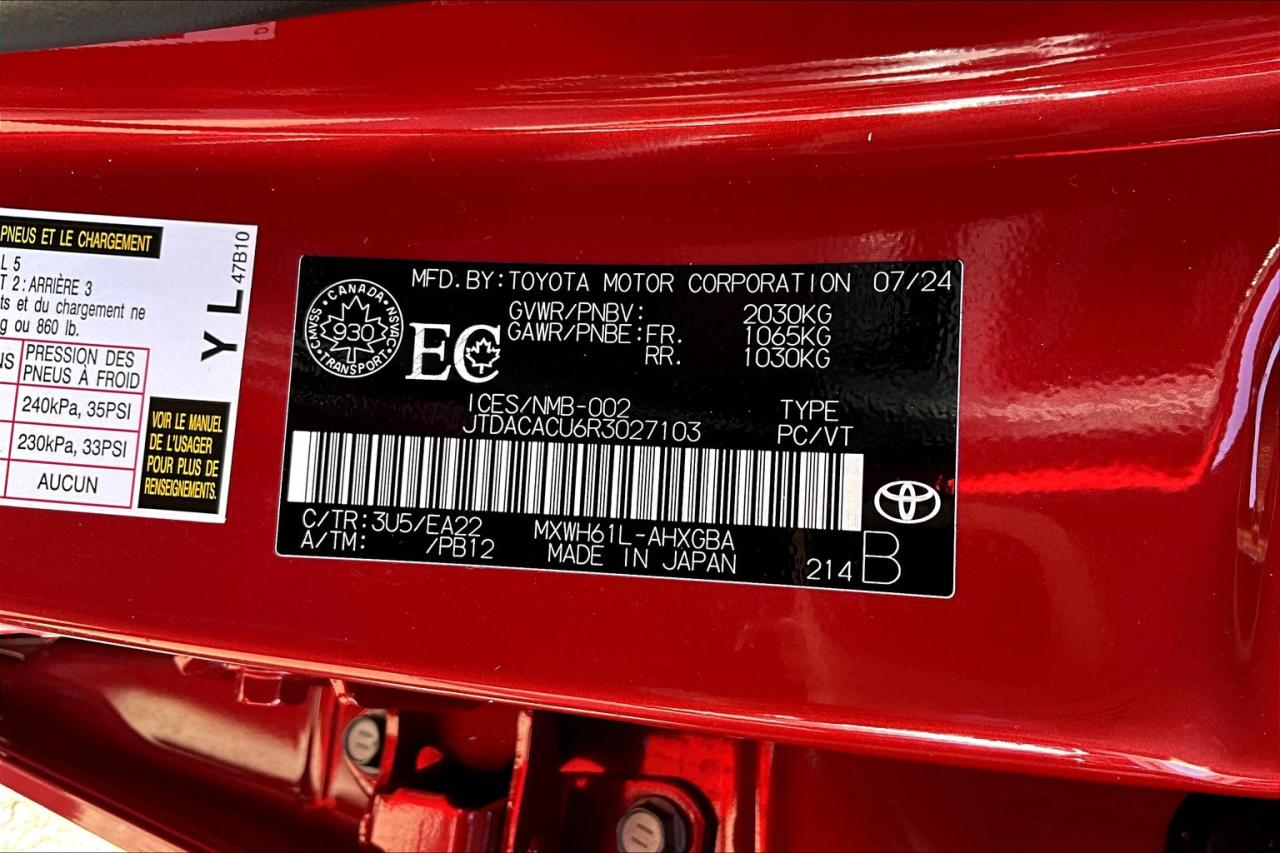 PNEUS ET LE CHARGEMENT
L 5
T 2: ARRIÈRE 3
ts et du chargement ne
g ou 860 lb.
NS PRESSION DES
PNEUS À FROID
240kPa, 35PSI
230kPa, 33PSI
AUCUN
YL 47B10
VOIR LE MANUEL
DE L'USAGER
POUR PLUS DE
RENSEIGNEMENTS.
MFD. BY: TOYOTA MOTOR CORPORATION 07/24
GVWR/PNBV: 2030KG
GAWR/PNBE: FR. 1065KG
RR. 1030KG
CANADA
CMVSS
NSVAC
930
TRANSPORT
EC
ICES/NMB-002
JTDACACU6R3027103
TYPE
PC/VT
C/TR: 3U5/EA22
A/TM: /PB12
MXWH61L-AHXGBA
MADE IN JAPAN
214 B